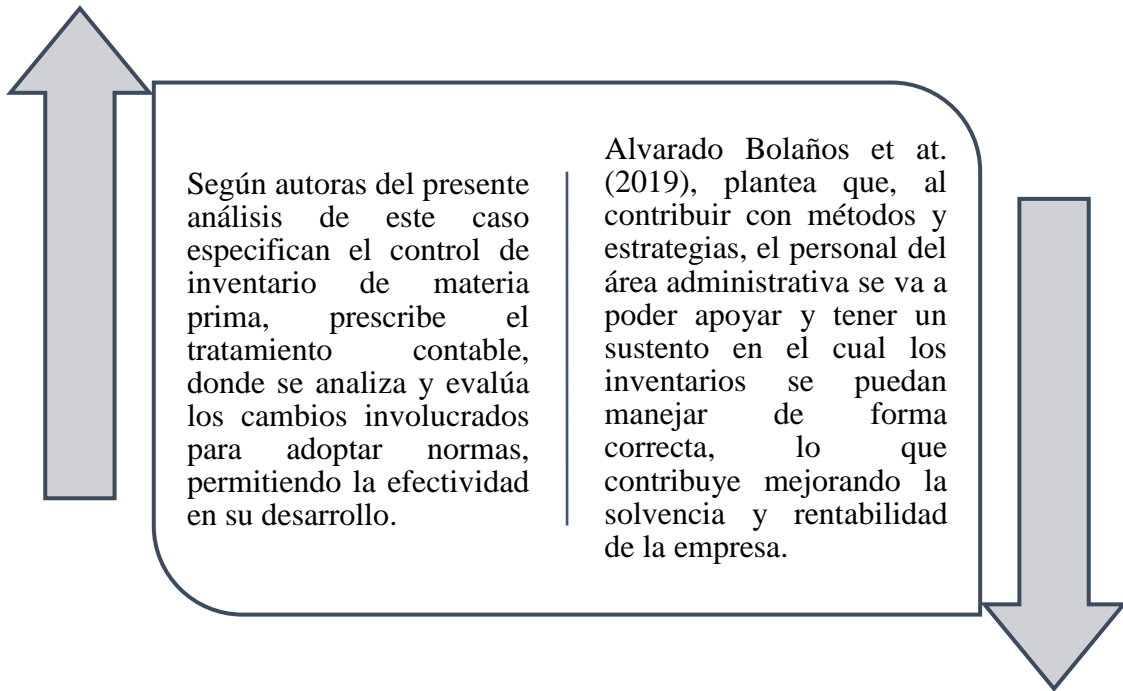 Según autoras del presente
análisis de este caso
especifican el control de
inventario de materia
prima, prescribe el
tratamiento contable,
donde se analiza y evalúa
los cambios involucrados
para adoptar normas,
permitiendo la efectividad
en su desarrollo.
Alvarado Bolaños et at.
(2019), plantea que, al
contribuir con métodos y
estrategias, el personal del
área administrativa se va a
poder apoyar y tener un
sustento en el cual los
inventarios se puedan
manejar de forma
correcta, lo que
contribuye mejorando la
solvencia y rentabilidad
de la empresa.